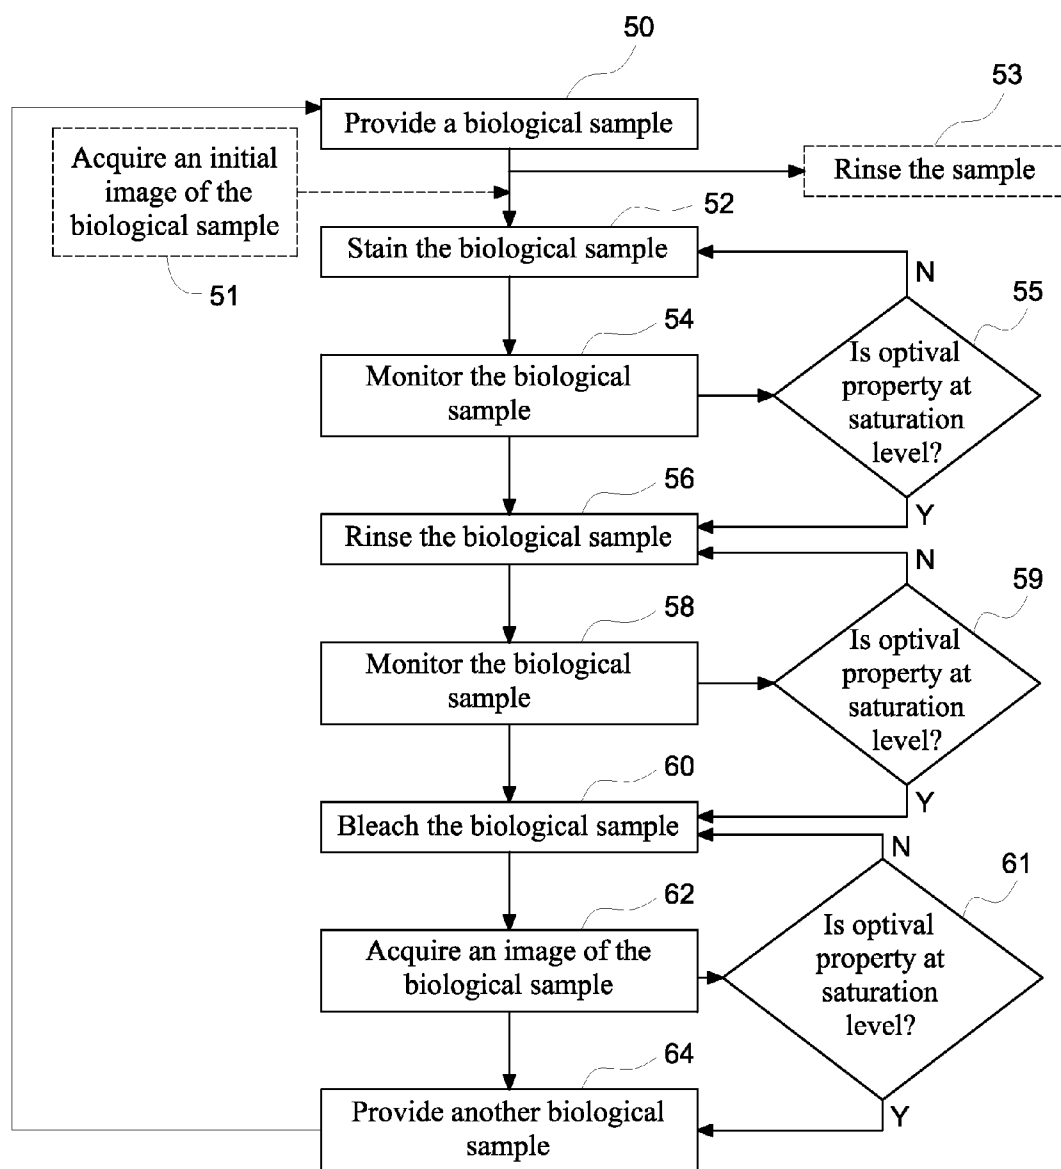 50
53
Provide a biological sample
Acquire an initial
image of the
biological sample
Rinse the sample
52
Stain the biological sample
51
N
54
55
Monitor the biological
sample
Is optival
property at
saturation
level?
56
Y
Rinse the biological sample
N
59
58
Monitor the biological
sample
Is optival
property at
saturation
level?
60
Y
Bleach the biological sample
N
61
62
Acquire an image of the
biological sample
Is optival
property at
saturation
level?
64
Y
Provide another biological
sample